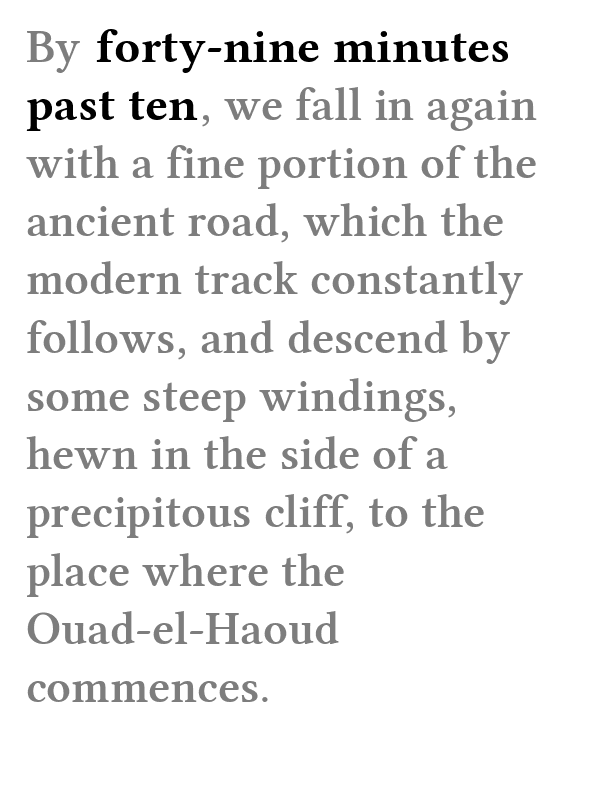 By forty-nine minutes
past ten, we fall in again
with a fine portion of the
ancient road, which the
modern track constantly
follows, and descend by
some steep windings,
hewn in the side of a
precipitous cliff, to the
place where the
Ouad-el-Haoud
commences.